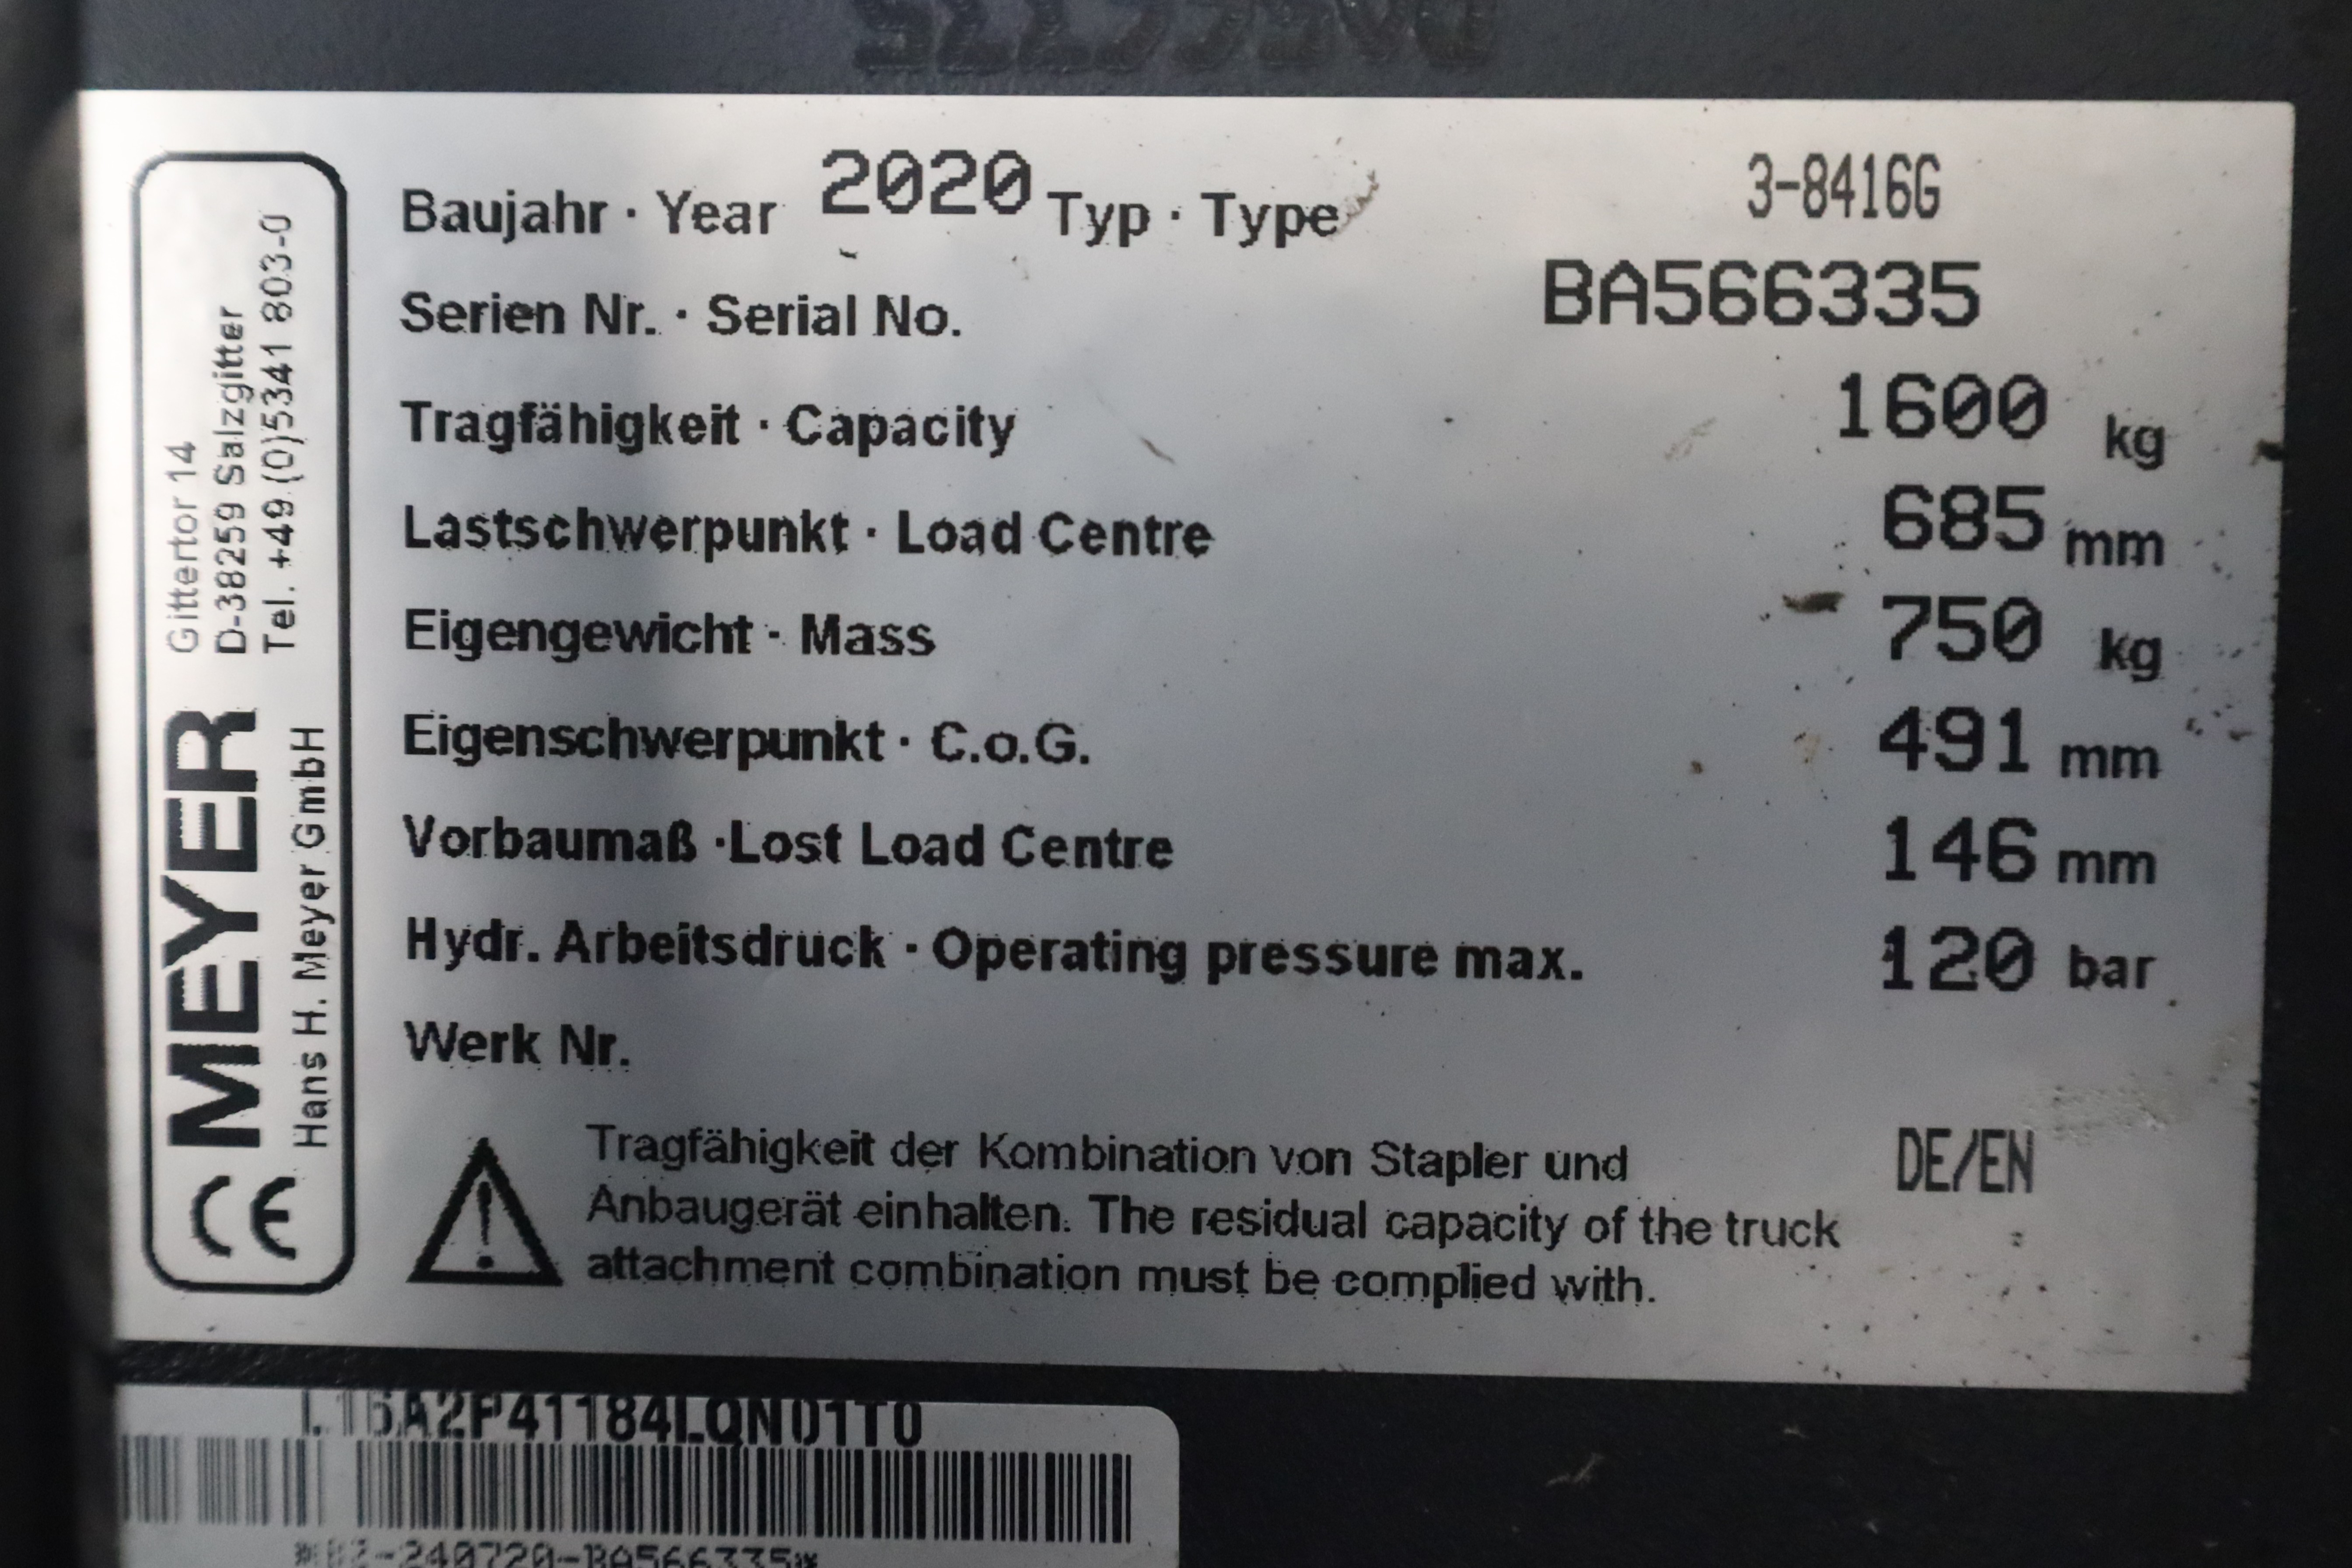 Baujahr · Year 2020 Typ · Type 3-8416G
Serien Nr. · Serial No. BA566335
Tragfähigkeit · Capacity 1600 kg
Lastschwerpunkt · Load Centre 685 mm
Eigengewicht · Mass 750 kg
Eigenschwerpunkt · C.o.G. 491 mm
Vorbaumaß · Lost Load Centre 146 mm
Hydr. Arbeitsdruck · Operating pressure max. 120 bar
Werk Nr.
Tragfähigkeit der Kombination von Stapler und
Anbaugerät einhalten. The residual capacity of the truck
attachment combination must be complied with.
DE/EN
CE MEYER
Hans H. Meyer GmbH
Gittertor 14
D-38259 Salzgitter
Tel. +49 (0)5341 803-0